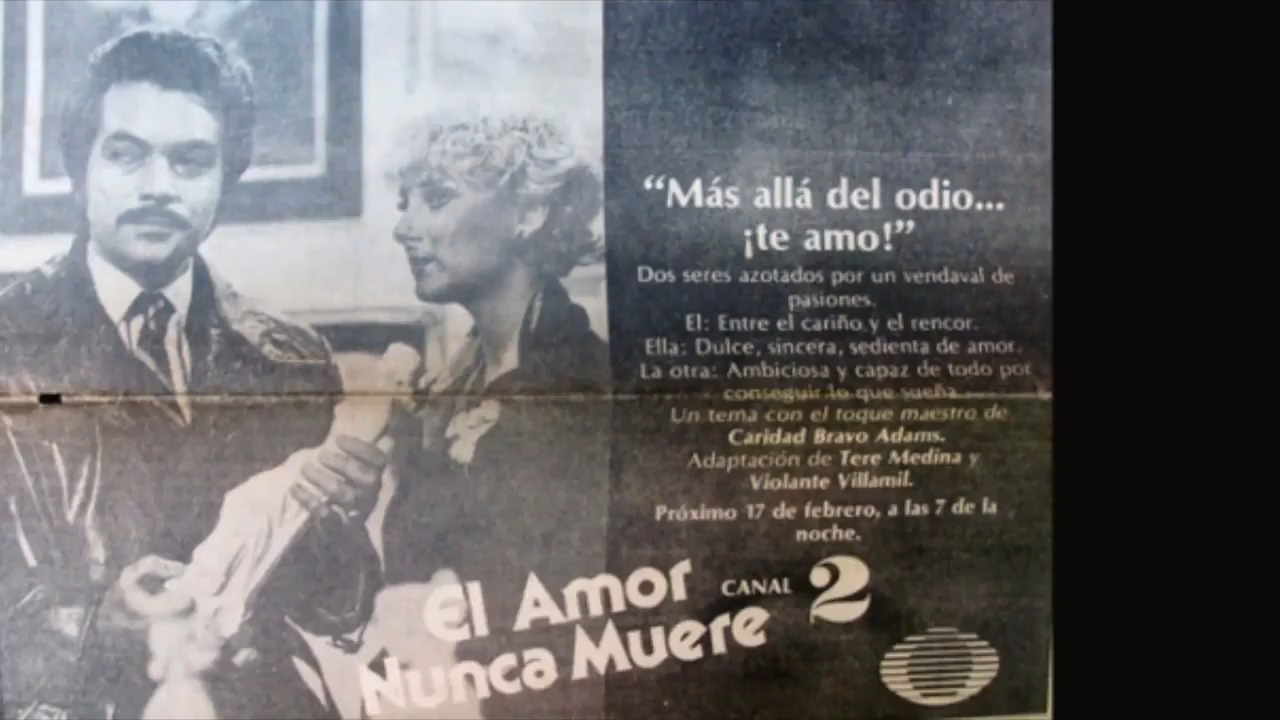 “Más allá del odio...
¡te amo!”
Dos seres azotados por un vendaval de
pasiones.
El: Entre el cariño y el rencor.
Ella: Dulce, sincera, sedienta de amor.
La otra: Ambiciosa y capaz de todo por
conseguir lo que sueña.
Un tema con el toque maestro de
Caridad Bravo Adams.
Adaptación de Tere Medina y
Violante Villamil.
Próximo 17 de febrero, a las 7 de la
noche.
El Amor
Nunca Muere
CANAL 2